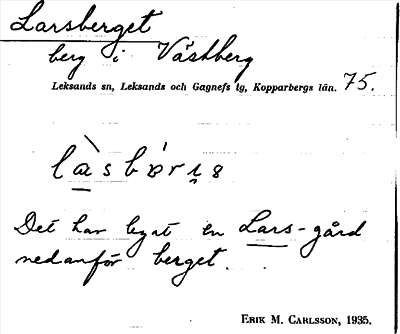 Larsberget
berg i Västberg
Leksands sn, Leksands och Gagnefs tg, Kopparbergs län. 75.
Det har legat en Lars-gård
nedanför berget.
ERIK M. CARLSSON, 1935.